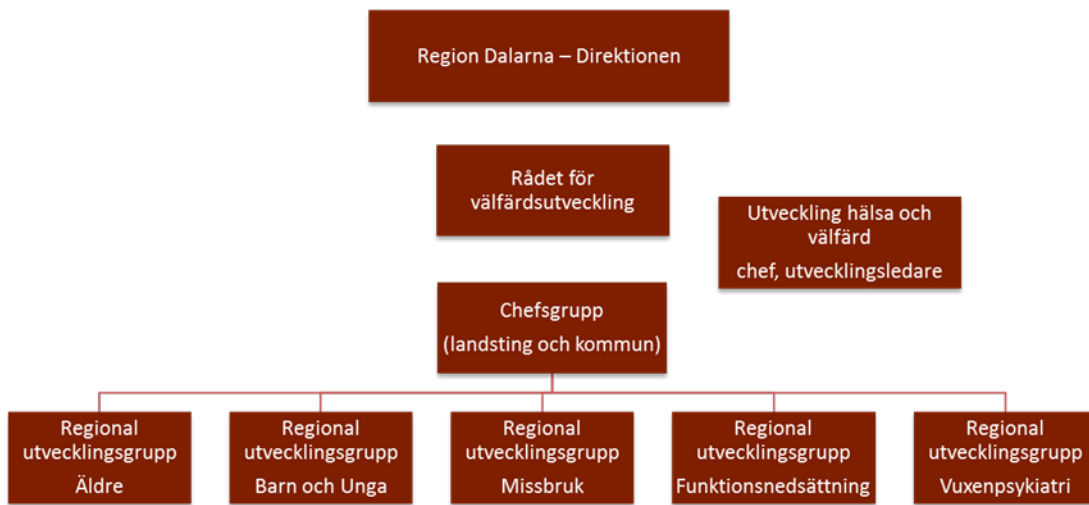 Region Dalarna – Direktionen
Rådet för
välfärdsutveckling
Utveckling hälsa och
välfärd
chef, utvecklingsledare
Chefsgrupp
(landsting och kommun)
Regional
utvecklingsgrupp
Äldre
Regional
utvecklingsgrupp
Barn och Unga
Regional
utvecklingsgrupp
Missbruk
Regional
utvecklingsgrupp
Funktionsnedsättning
Regional
utvecklingsgrupp
Vuxenpsykiatri